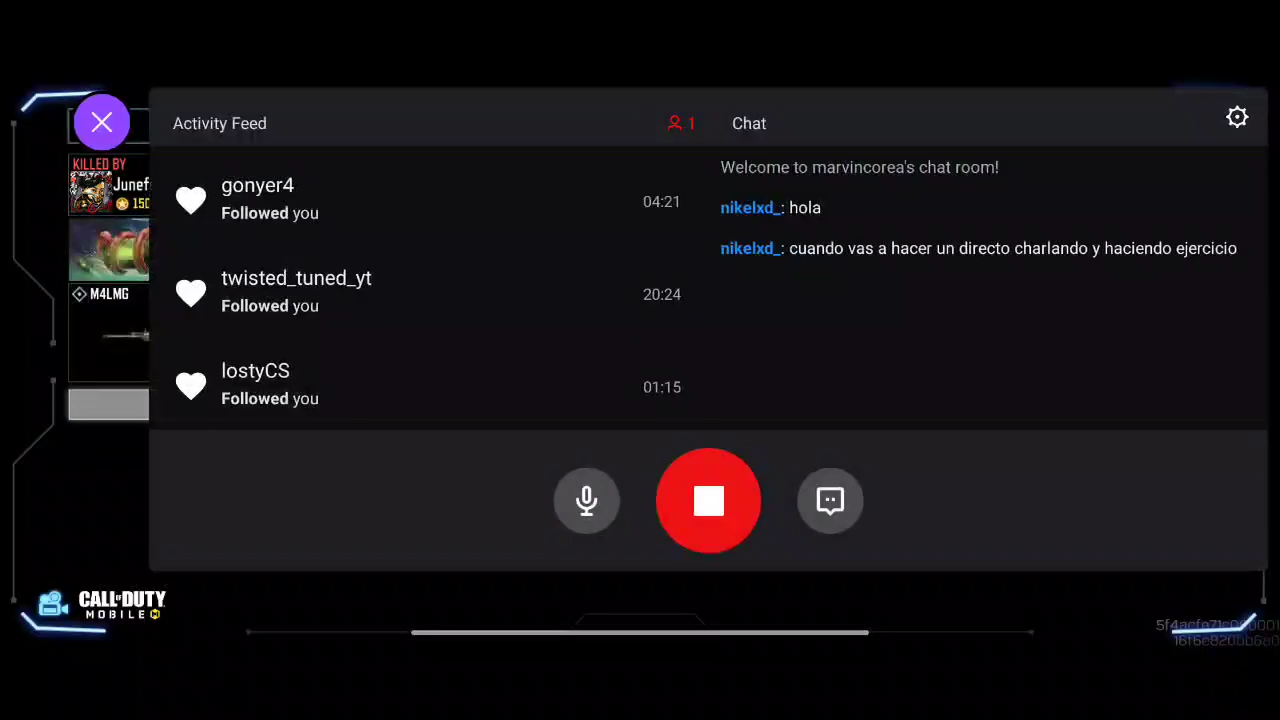 Activity Feed
1
Chat
Welcome to marvincorea's chat room!
KILLED BY
Junef
150
gonyer4
Followed you
04:21
nikelxd_: hola
nikelxd_: cuando vas a hacer un directo charlando y haciendo ejercicio
twisted_tuned_yt
Followed you
20:24
M4LMG
lostyCS
Followed you
01:15
CALL OF DUTY
MOBILE